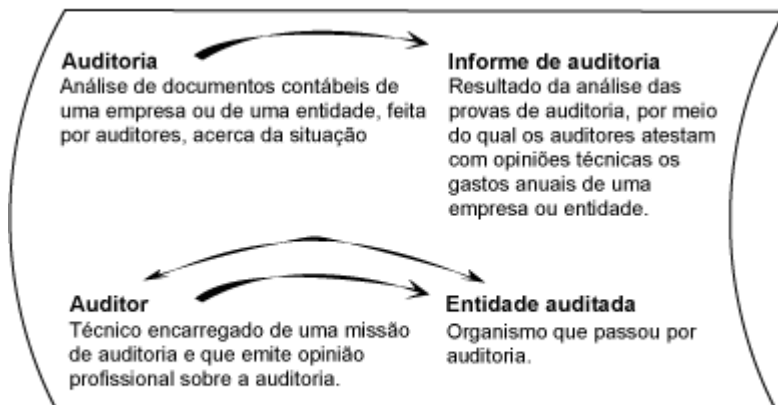 Auditoria
Análise de documentos contábeis de
uma empresa ou de uma entidade, feita
por auditores, acerca da situação
Informe de auditoria
Resultado da análise das
provas de auditoria, por meio
do qual os auditores atestam
com opiniões técnicas os
gastos anuais de uma
empresa ou entidade.
Auditor
Técnico encarregado de uma missão
de auditoria e que emite opinião
profissional sobre a auditoria.
Entidade auditada
Organismo que passou por
auditoria.